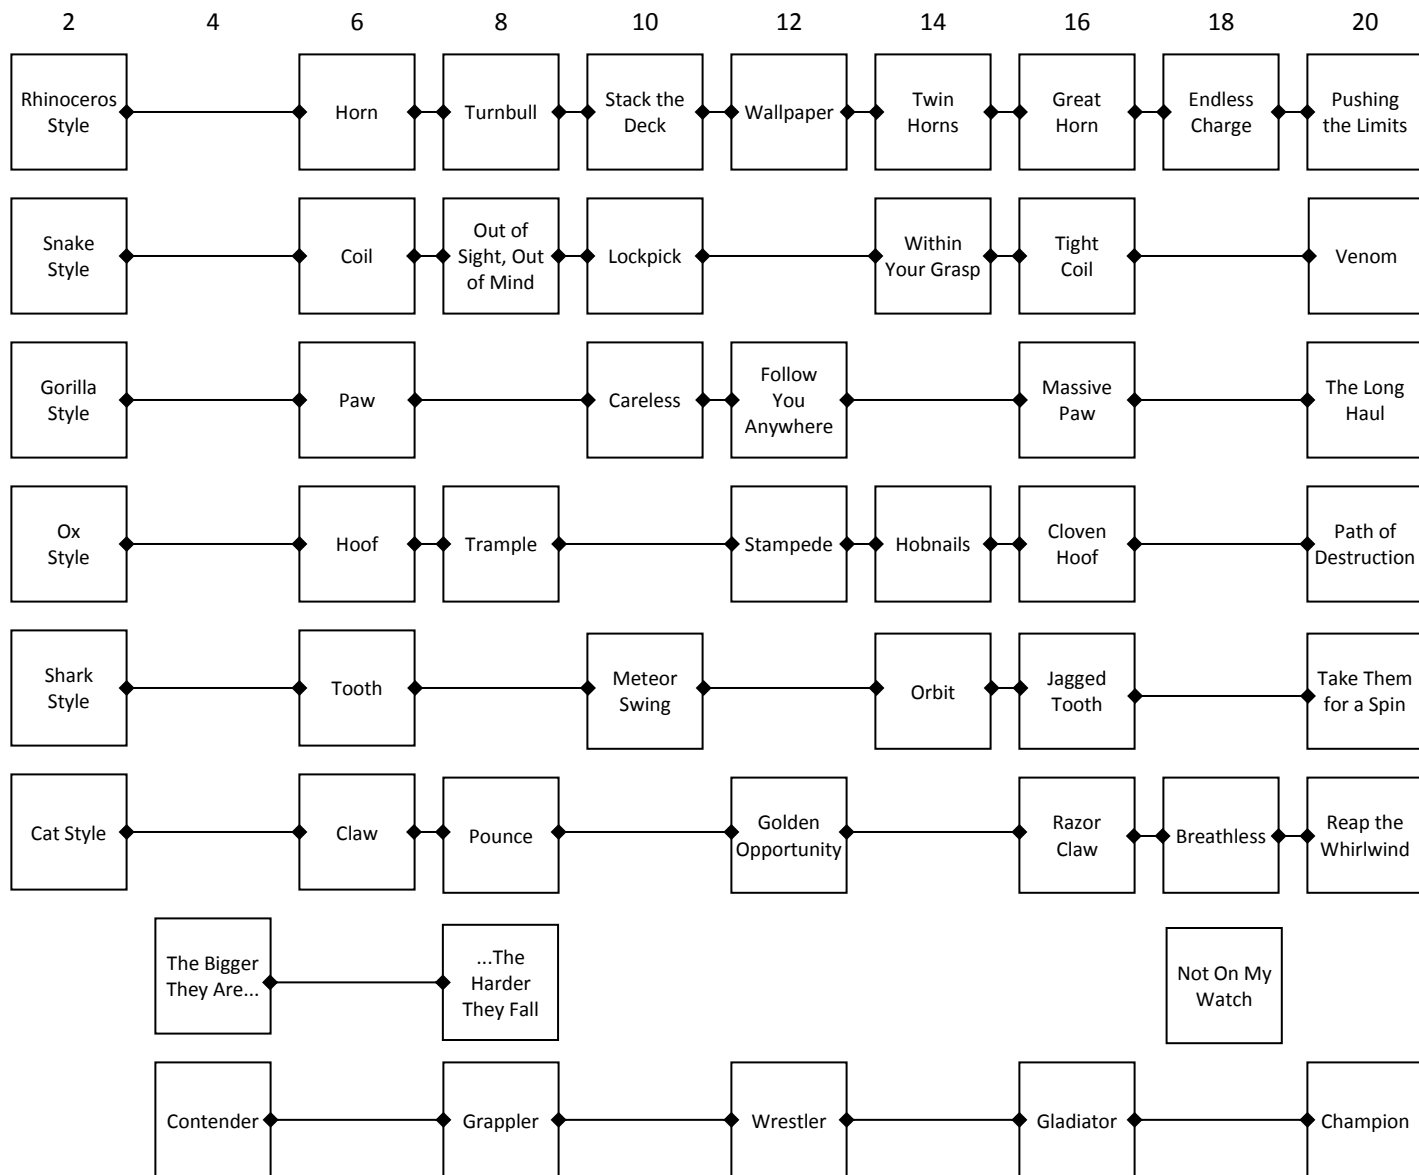 2 4 6 8 10 12 14 16 18 20
Rhinoceros
Style
Horn
Turnbull
Stack the
Deck
Wallpaper
Twin
Horns
Great
Horn
Endless
Charge
Pushing
the Limits
Snake
Style
Coil
Out of
Sight, Out
of Mind
Lockpick
Within
Your Grasp
Tight
Coil
Venom
Gorilla
Style
Paw
Careless
Follow
You
Anywhere
Massive
Paw
The Long
Haul
Ox
Style
Hoof
Trample
Stampede
Hobnails
Cloven
Hoof
Path of
Destruction
Shark
Style
Tooth
Meteor
Swing
Orbit
Jagged
Tooth
Take Them
for a Spin
Cat Style
Claw
Pounce
Golden
Opportunity
Razor
Claw
Breathless
Reap the
Whirlwind
The Bigger
They Are...
...The
Harder
They Fall
Not On My
Watch
Contender
Grappler
Wrestler
Gladiator
Champion